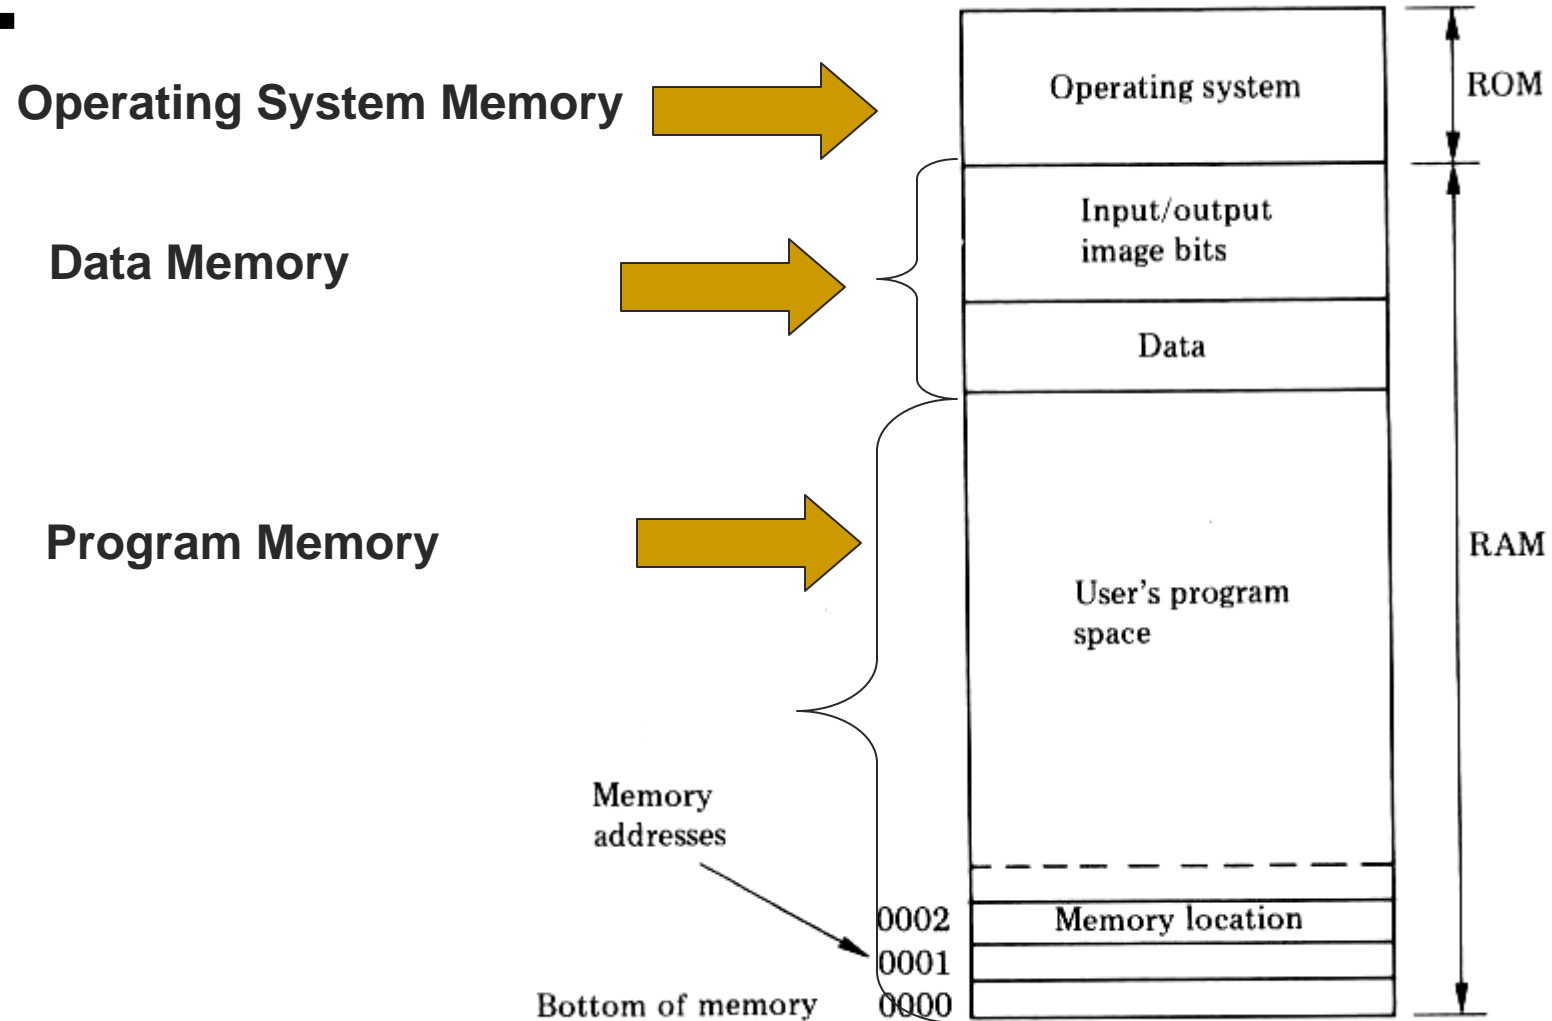 Operating System Memory
Operating system
ROM
Data Memory
Input/output
image bits
Data
Program Memory
RAM
User's program
space
Memory
addresses
0002
Memory location
0001
Bottom of memory 0000